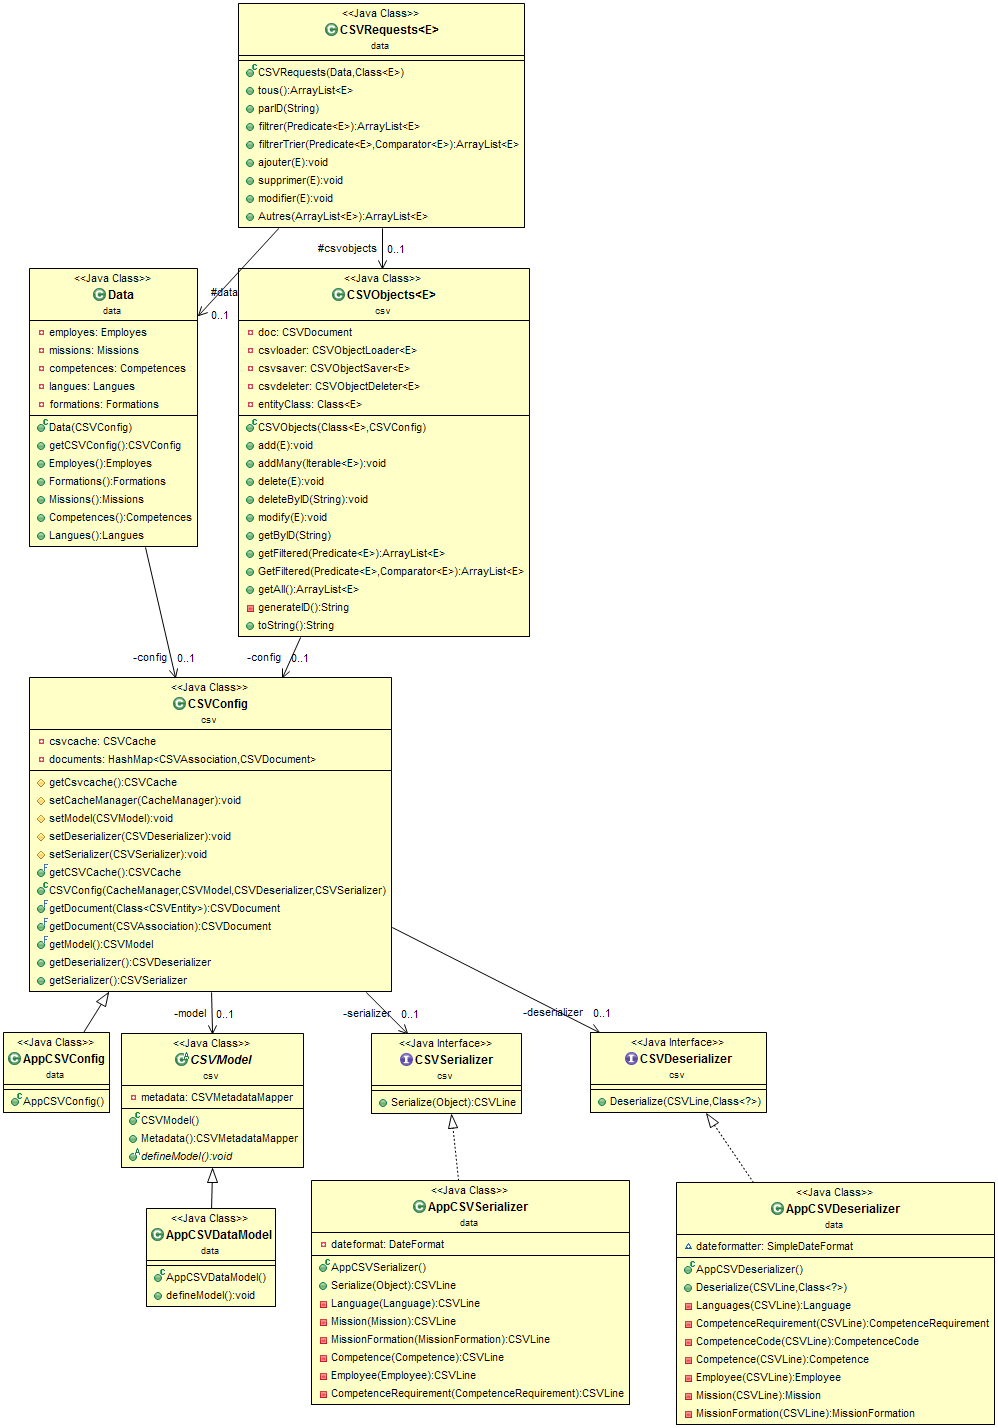 <<Java Class>>
CSVRequests<E>
data
CSVRequests(Data,Class<E>)
tous():ArrayList<E>
parID(String)
filtrer(Predicate<E>):ArrayList<E>
filtrerTrier(Predicate<E>,Comparator<E>):ArrayList<E>
ajouter(E):void
supprimer(E):void
modifier(E):void
Autres(ArrayList<E>):ArrayList<E>
#csvobjects 0..1
#data
0..1
<<Java Class>>
Data
data
employes: Employes
missions: Missions
competences: Competences
langues: Langues
formations: Formations
Data(CSVConfig)
getCSVConfig():CSVConfig
Employes():Employes
Formations():Formations
Missions():Missions
Competences():Competences
Langues():Langues
<<Java Class>>
CSVObjects<E>
csv
doc: CSVDocument
csvloader: CSVObjectLoader<E>
csvsaver: CSVObjectSaver<E>
csvdeleter: CSVObjectDeleter<E>
entityClass: Class<E>
CSVObjects(Class<E>,CSVConfig)
add(E):void
addMany(Iterable<E>):void
delete(E):void
deleteByID(String):void
modify(E):void
getByID(String)
getFiltered(Predicate<E>):ArrayList<E>
GetFiltered(Predicate<E>,Comparator<E>):ArrayList<E>
getAll():ArrayList<E>
generateID():String
toString():String
-config 0..1
-config 0..1
<<Java Class>>
CSVConfig
csv
csvcache: CSVCache
documents: HashMap<CSVAssociation,CSVDocument>
getCsvcache():CSVCache
setCacheManager(CacheManager):void
setModel(CSVModel):void
setDeserializer(CSVDeserializer):void
setSerializer(CSVSerializer):void
getCSVCache():CSVCache
CSVConfig(CacheManager,CSVModel,CSVDeserializer,CSVSerializer)
getDocument(Class<CSVEntity>):CSVDocument
getDocument(CSVAssociation):CSVDocument
getModel():CSVModel
getDeserializer():CSVDeserializer
getSerializer():CSVSerializer
-model 0..1
-serializer 0..1
-deserializer 0..1
<<Java Class>>
AppCSVConfig
data
AppCSVConfig()
<<Java Class>>
CSVModel
csv
metadata: CSVMetadataMapper
CSVModel()
Metadata():CSVMetadataMapper
defineModel():void
<<Java Interface>>
CSVSerializer
csv
Serialize(Object):CSVLine
<<Java Interface>>
CSVDeserializer
csv
Deserialize(CSVLine,Class<?>)
<<Java Class>>
AppCSVDataModel
data
AppCSVDataModel()
defineModel():void
<<Java Class>>
AppCSVSerializer
data
dateformat: DateFormat
AppCSVSerializer()
Serialize(Object):CSVLine
Language(Language):CSVLine
Mission(Mission):CSVLine
MissionFormation(MissionFormation):CSVLine
Competence(Competence):CSVLine
Employee(Employee):CSVLine
CompetenceRequirement(CompetenceRequirement):CSVLine
<<Java Class>>
AppCSVDeserializer
data
dateformatter: SimpleDateFormat
AppCSVDeserializer()
Deserialize(CSVLine,Class<?>)
Languages(CSVLine):Language
CompetenceRequirement(CSVLine):CompetenceRequirement
CompetenceCode(CSVLine):CompetenceCode
Competence(CSVLine):Competence
Employee(CSVLine):Employee
Mission(CSVLine):Mission
MissionFormation(CSVLine):MissionFormation